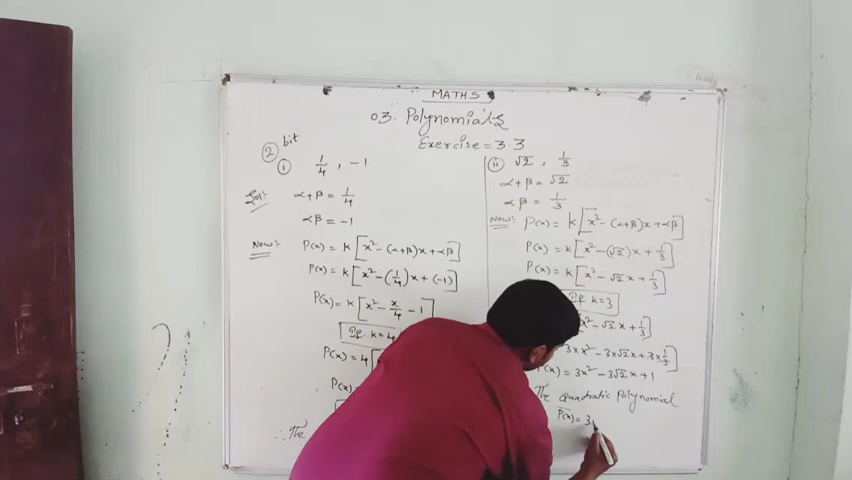 MATHS
03. Polynomials
Exercise = 3.3
② bit
ⓘ 1/4, -1
Sol:- α+β = 1/4
αβ = -1
Now:- P(x) = k[x² - (α+β)x + αβ]
P(x) = k[x² - (1/4)x + (-1)]
P(x) = k[x² - x/4 - 1]
If k=4
P(x) = 4[
P(x)
∴ The
ⅱ √2, 1/3
α+β = √2
αβ = 1/3
Now:- P(x) = k[x² - (α+β)x + αβ]
P(x) = k[x² - (√2)x + 1/3]
P(x) = k[x² - √2x + 1/3]
If k=3
x² - √2x + 1/3]
3×x² - 3×√2x + 3×1/3]
P(x) = 3x² - 3√2x + 1
The quadratic polynomial
P(x) = 3